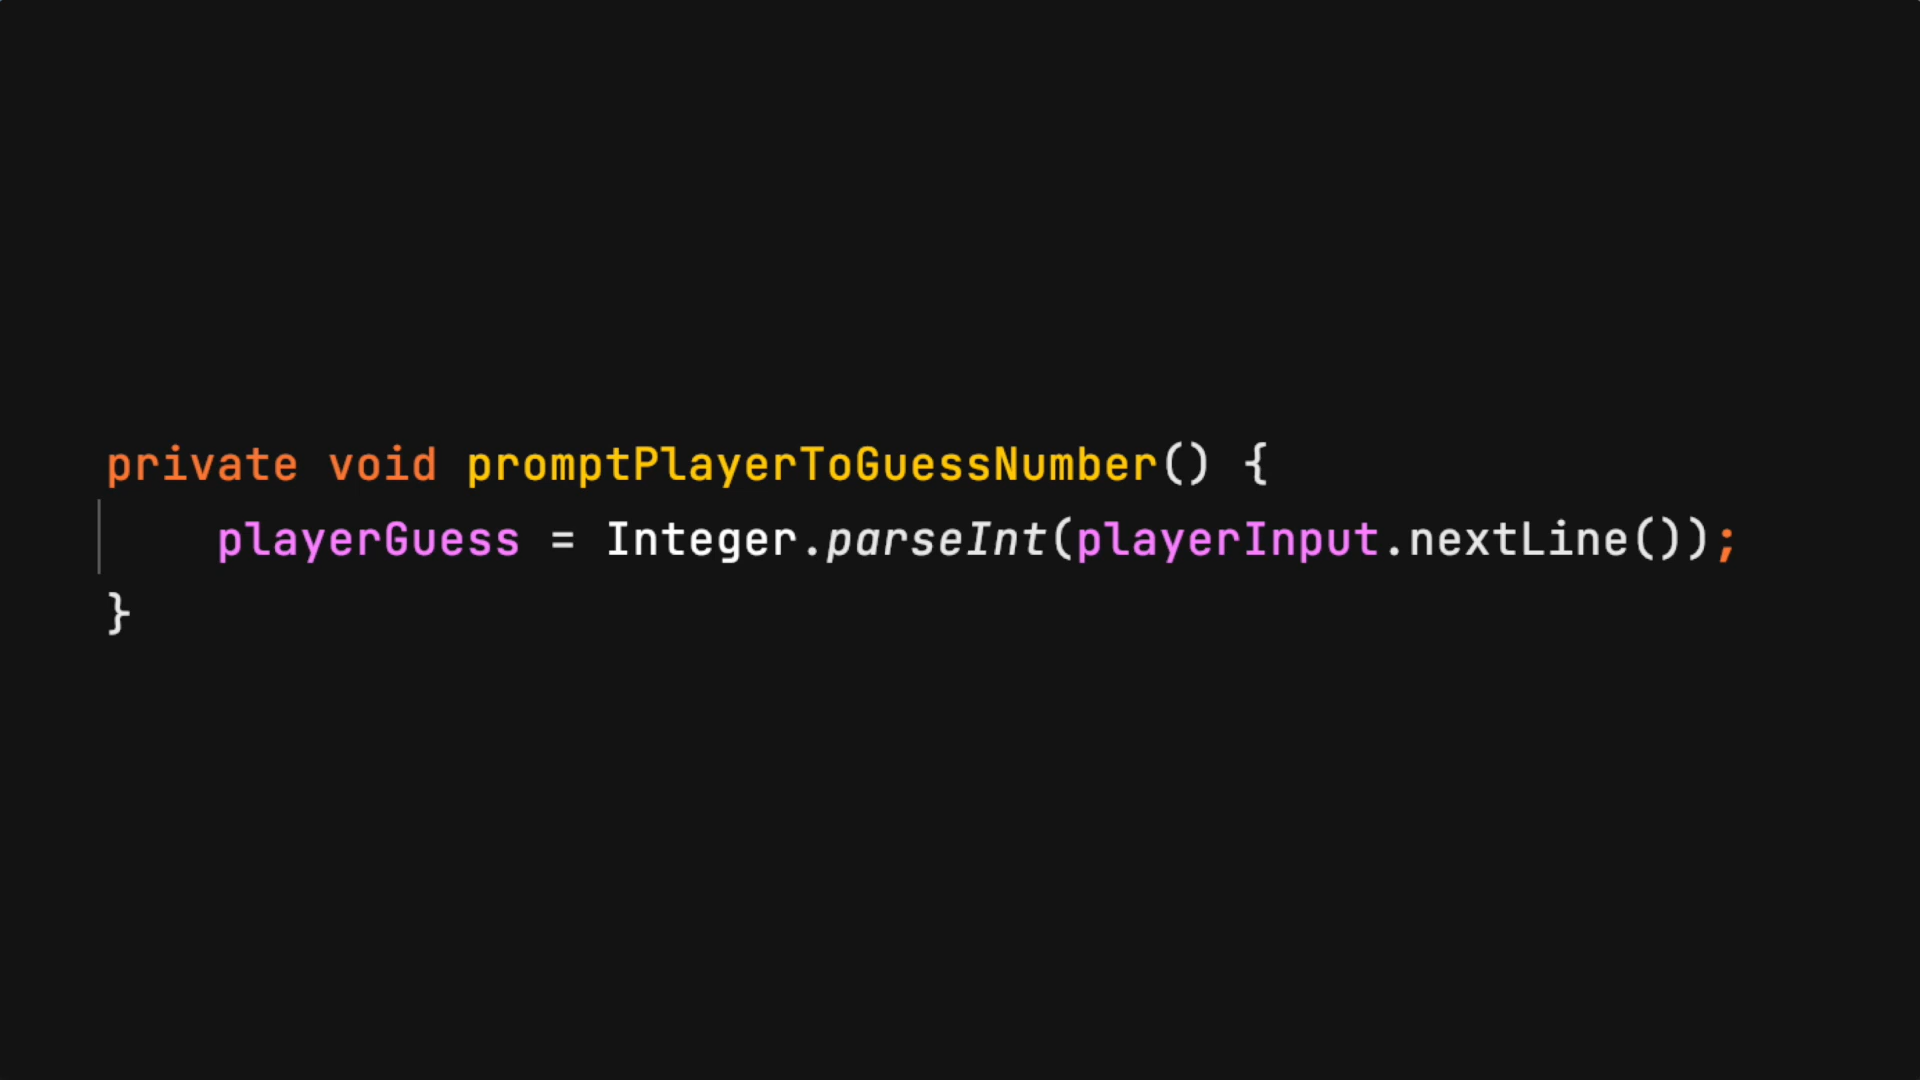 private void promptPlayerToGuessNumber() {
    playerGuess = Integer.parseInt(playerInput.nextLine());
}